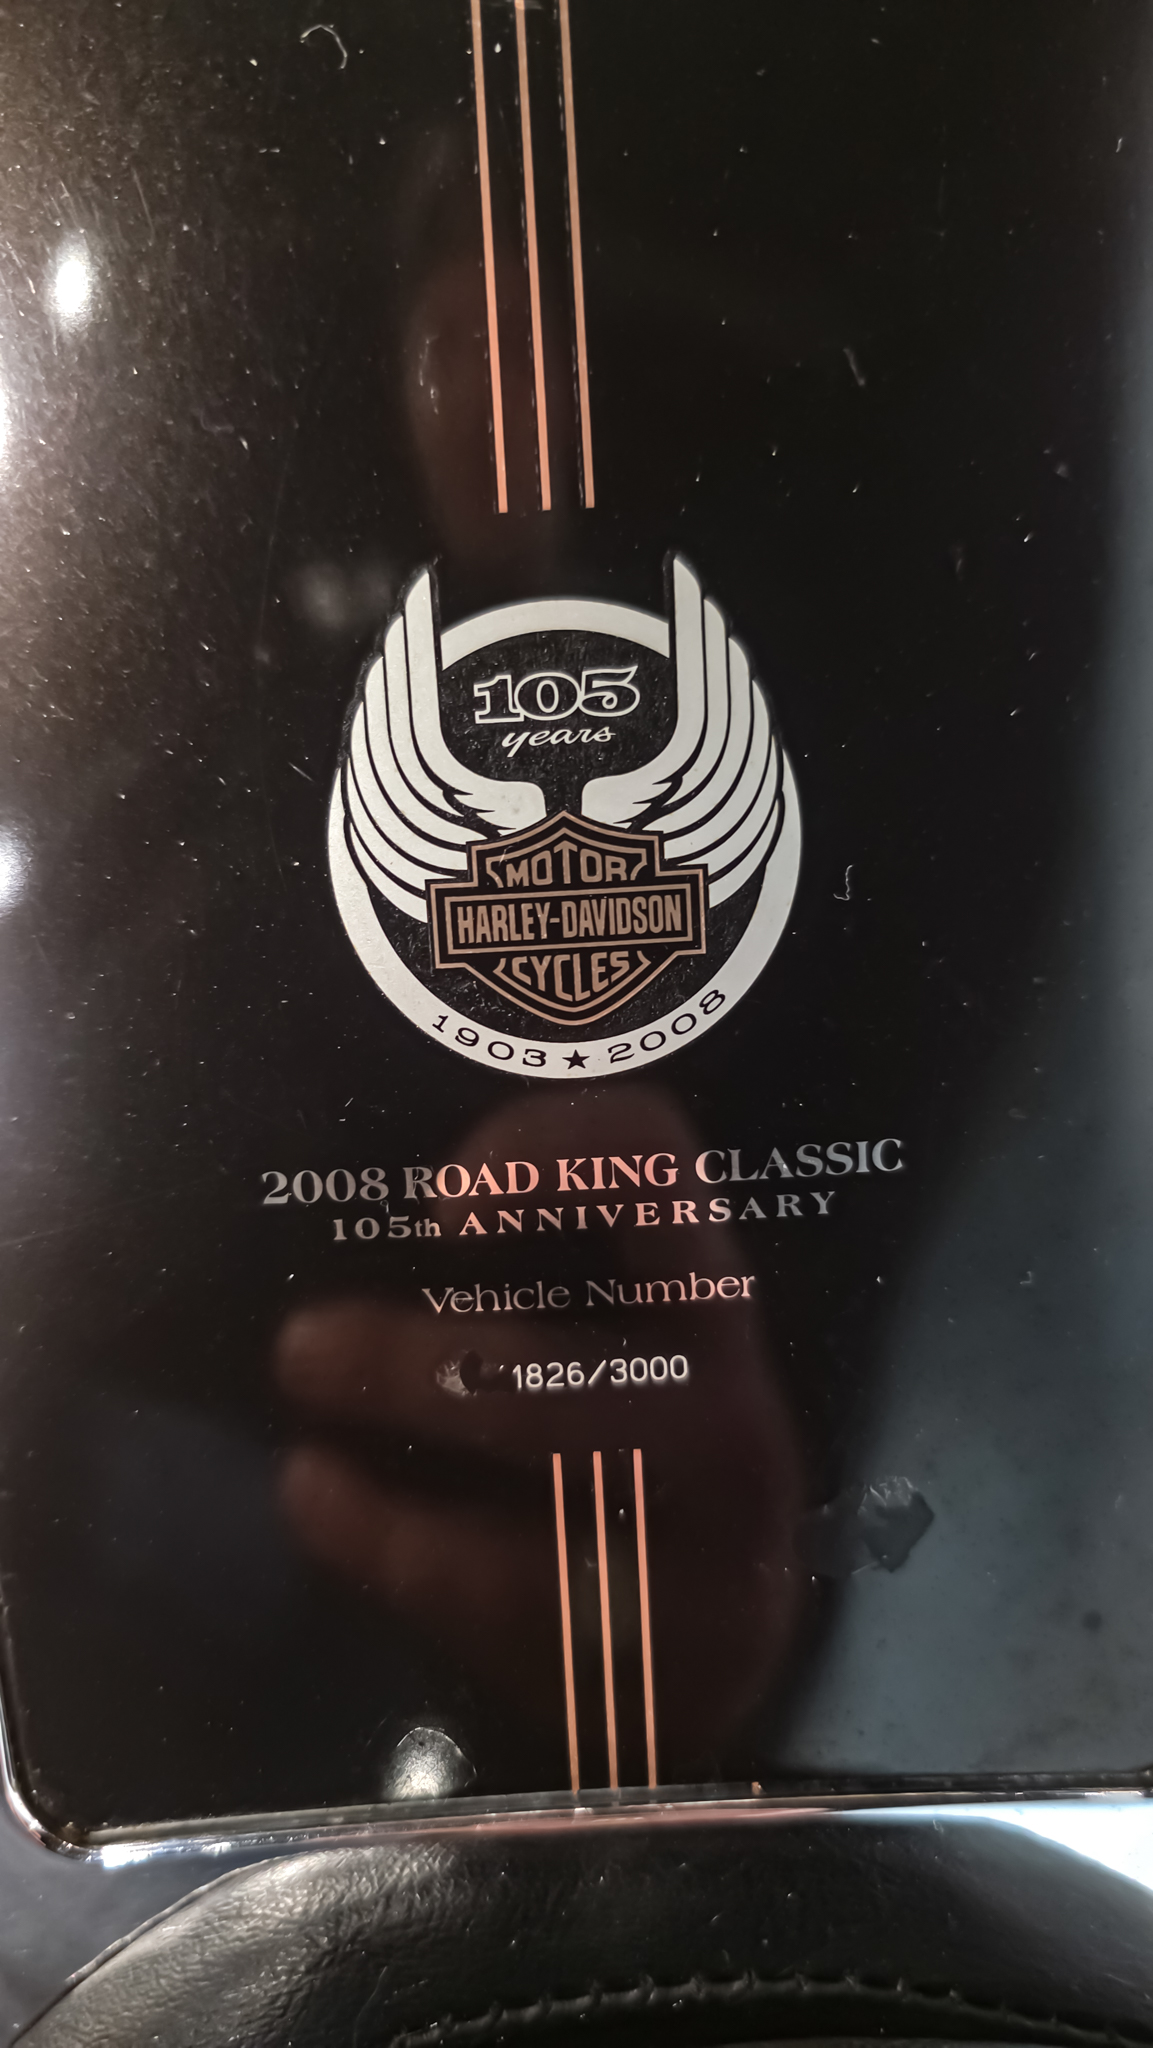 105
years
MOTOR
HARLEY-DAVIDSON
CYCLES
1903 ★ 2008
2008 ROAD KING CLASSIC
105th ANNIVERSARY
Vehicle Number
1826/3000